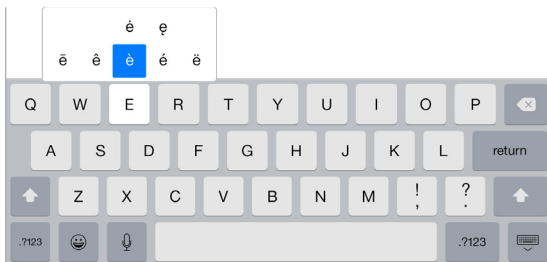 ė ę
ē ê è é ë
Q W E R T Y U I O P
A S D F G H J K L return
Z X C V B N M ! , ? .
.?123 .?123